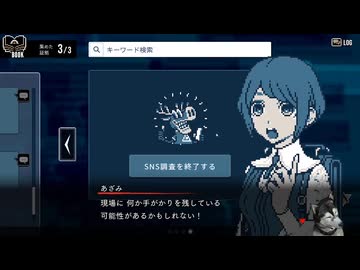 BOOK
集めた
証拠 3/3
キーワード検索
LOG
SNS調査を終了する
あざみ
現場に 何か手がかりを残している
可能性があるかもしれない！